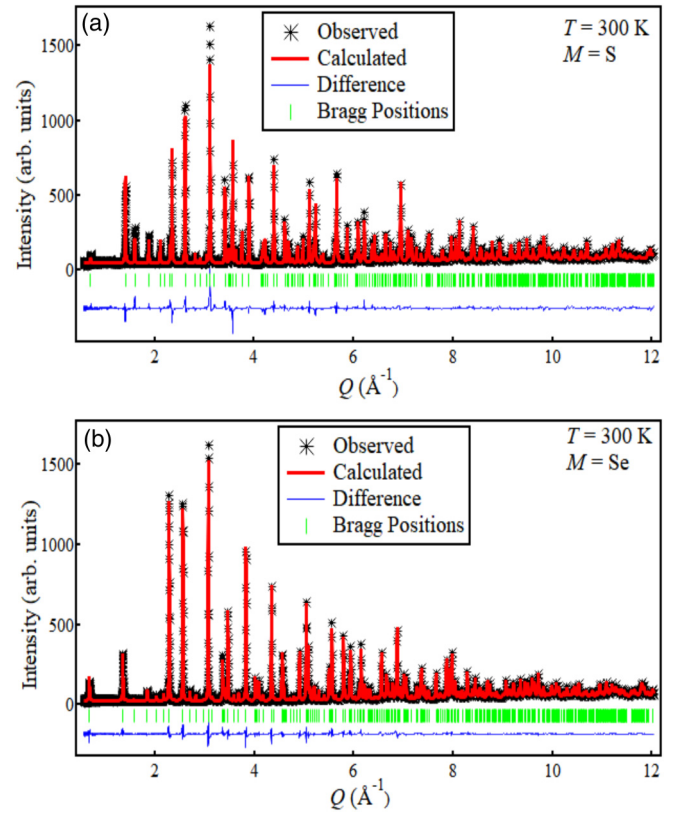 (a)
Observed
Calculated
Difference
Bragg Positions
T = 300 K
M = S
Intensity (arb. units)
1500
1000
500
0
2 4 6 8 10 12
Q (Å⁻¹)
(b)
Observed
Calculated
Difference
Bragg Positions
T = 300 K
M = Se
Intensity (arb. units)
1500
1000
500
0
2 4 6 8 10 12
Q (Å⁻¹)